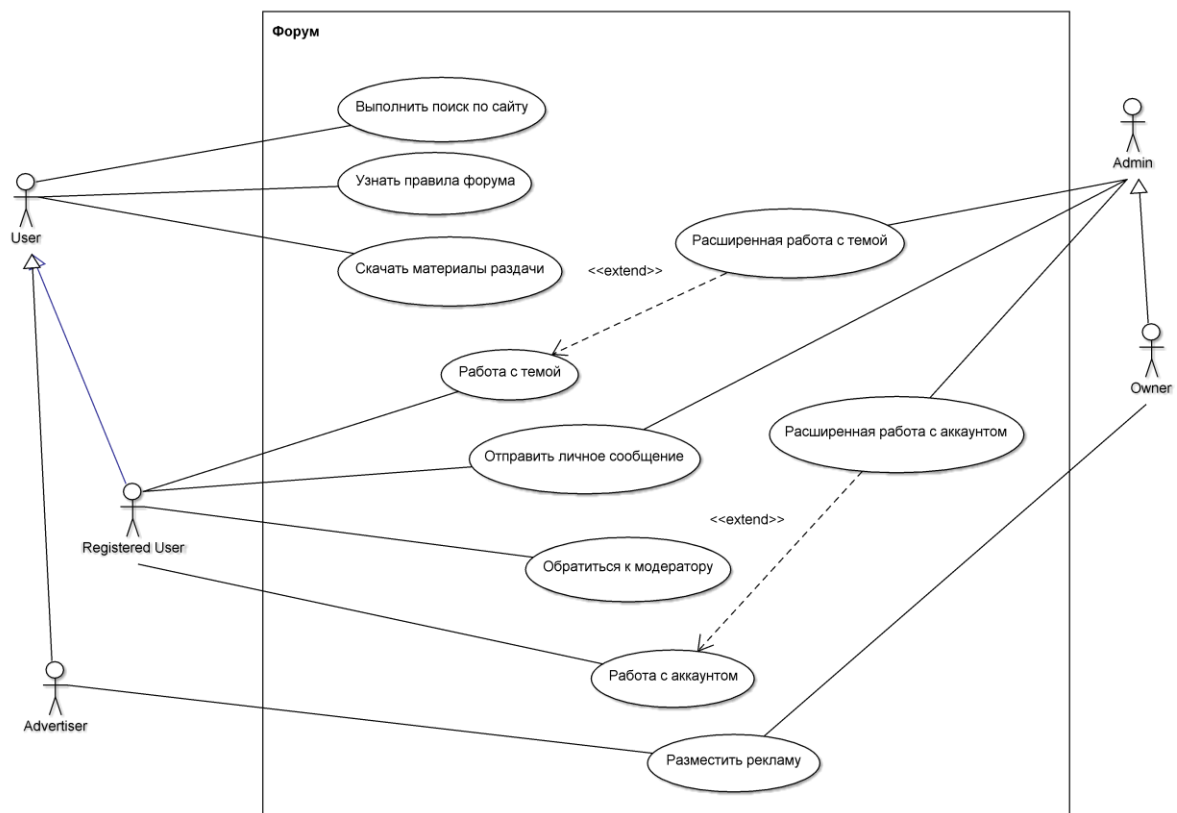 Форум
Выполнить поиск по сайту
Admin
Узнать правила форума
User
Расширенная работа с темой
Скачать материалы раздачи
<<extend>>
Работа с темой
Owner
Расширенная работа с аккаунтом
Отправить личное сообщение
<<extend>>
Registered User
Обратиться к модератору
Работа с аккаунтом
Advertiser
Разместить рекламу